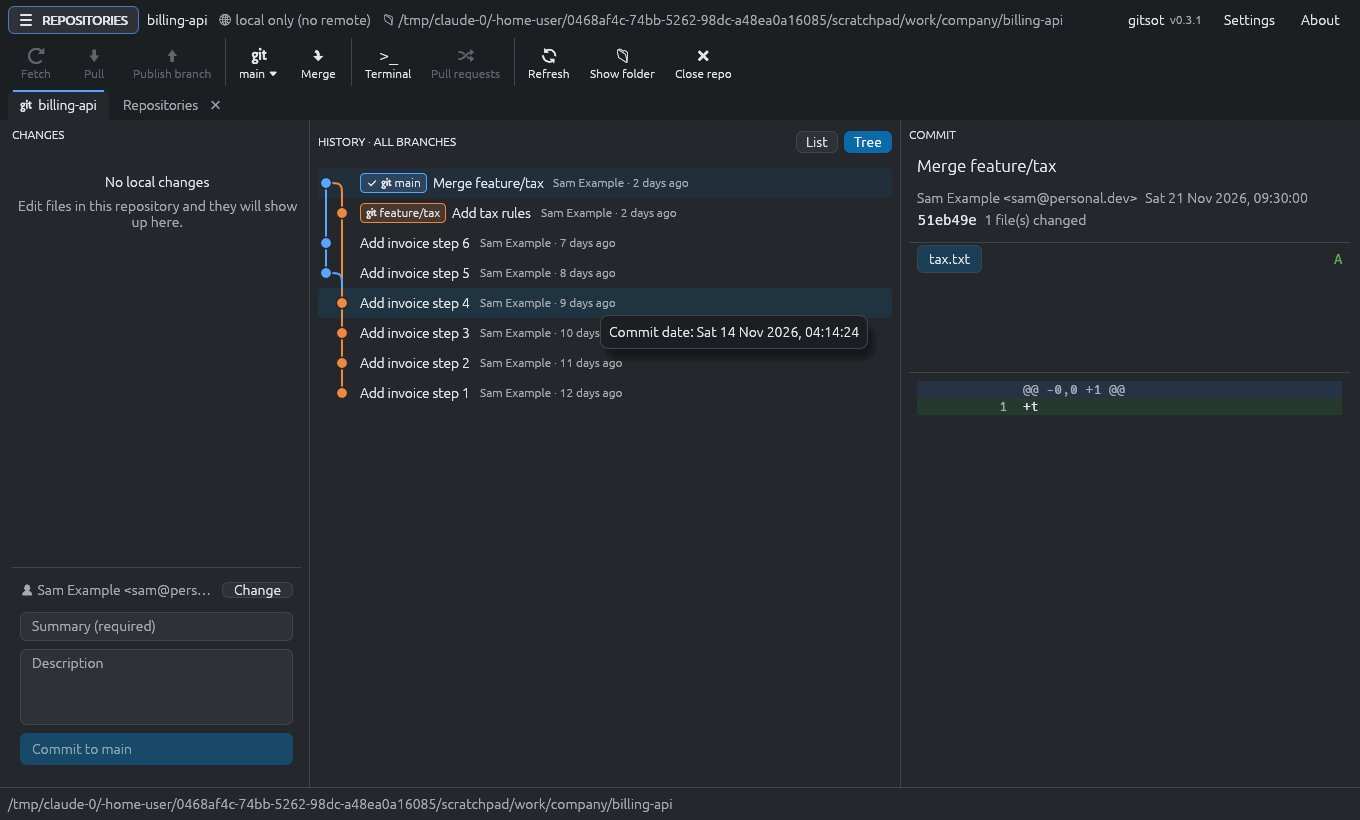 REPOSITORIES billing-api local only (no remote) /tmp/claude-0/-home-user/0468af4c-74bb-5262-98dc-a48ea0a16085/scratchpad/work/company/billing-api gitsot v0.3.1 Settings About
Fetch Pull Publish branch git main Merge >_ Terminal Pull requests Refresh Show folder Close repo
git billing-api Repositories
CHANGES
No local changes
Edit files in this repository and they will show
up here.
Sam Example <sam@pers… Change
Summary (required)
Description
Commit to main
HISTORY · ALL BRANCHES List Tree
git main Merge feature/tax Sam Example · 2 days ago
git feature/tax Add tax rules Sam Example · 2 days ago
Add invoice step 6 Sam Example · 7 days ago
Add invoice step 5 Sam Example · 8 days ago
Add invoice step 4 Sam Example · 9 days ago
Add invoice step 3 Sam Example · 10 days
Commit date: Sat 14 Nov 2026, 04:14:24
Add invoice step 2 Sam Example · 11 days ago
Add invoice step 1 Sam Example · 12 days ago
COMMIT
Merge feature/tax
Sam Example <sam@personal.dev> Sat 21 Nov 2026, 09:30:00
51eb49e 1 file(s) changed
tax.txt A
@@ -0,0 +1 @@
1 +t
/tmp/claude-0/-home-user/0468af4c-74bb-5262-98dc-a48ea0a16085/scratchpad/work/company/billing-api